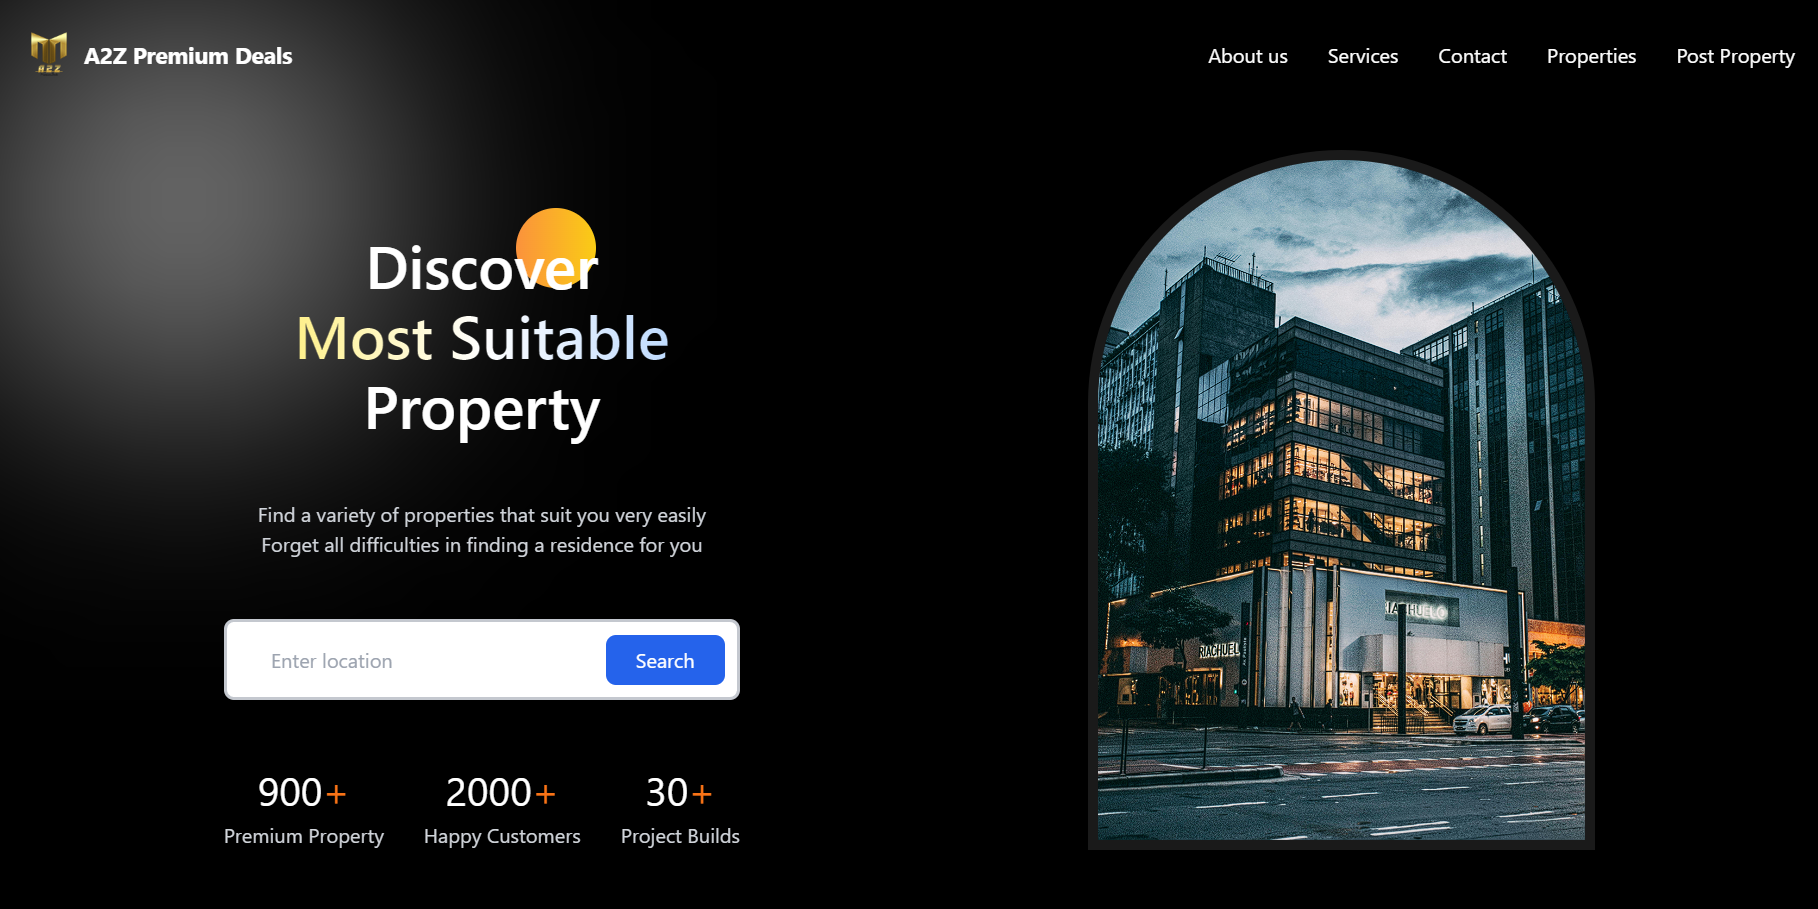 A2Z
A2Z Premium Deals
About us
Services
Contact
Properties
Post Property
Discover
Most Suitable
Property
Find a variety of properties that suit you very easily
Forget all difficulties in finding a residence for you
Enter location
Search
900+
Premium Property
2000+
Happy Customers
30+
Project Builds
RIACHUELO
RIACHUELO